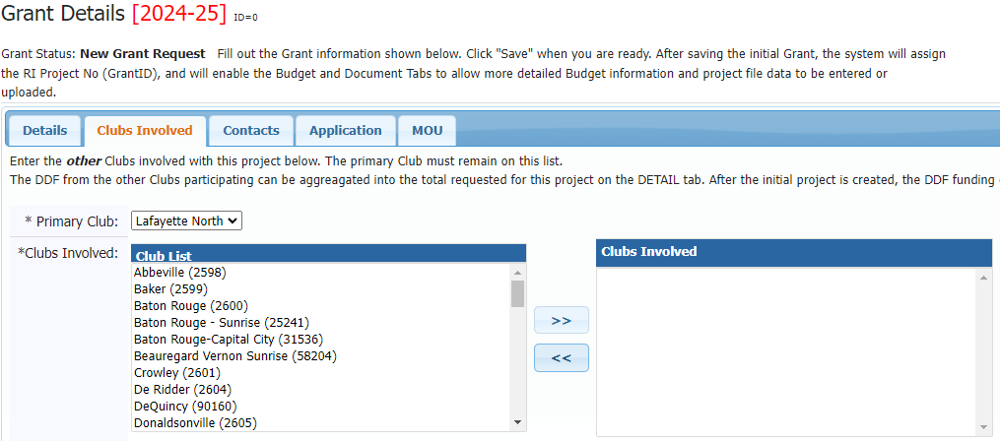 Grant Details [2024-25] ID=0
Grant Status: New Grant Request Fill out the Grant information shown below. Click "Save" when you are ready. After saving the initial Grant, the system will assign
the RI Project No (GrantID), and will enable the Budget and Document Tabs to allow more detailed Budget information and project file data to be entered or
uploaded.
Details Clubs Involved Contacts Application MOU
Enter the other Clubs involved with this project below. The primary Club must remain on this list.
The DDF from the other Clubs participating can be aggreagated into the total requested for this project on the DETAIL tab. After the initial project is created, the DDF funding
* Primary Club: Lafayette North
*Clubs Involved:
Club List
Abbeville (2598)
Baker (2599)
Baton Rouge (2600)
Baton Rouge - Sunrise (25241)
Baton Rouge-Capital City (31536)
Beauregard Vernon Sunrise (58204)
Crowley (2601)
De Ridder (2604)
DeQuincy (90160)
Donaldsonville (2605)
>>
<<
Clubs Involved